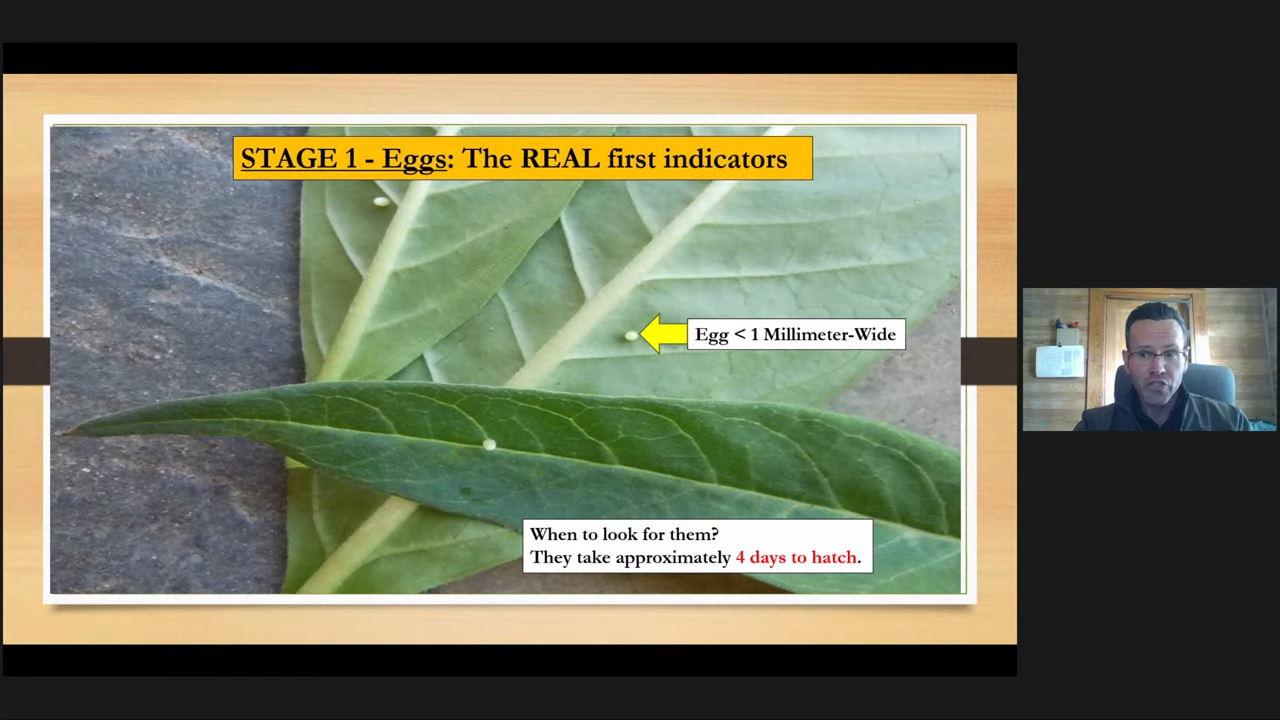 STAGE 1 - Eggs: The REAL first indicators
Egg < 1 Millimeter-Wide
When to look for them?
They take approximately 4 days to hatch.